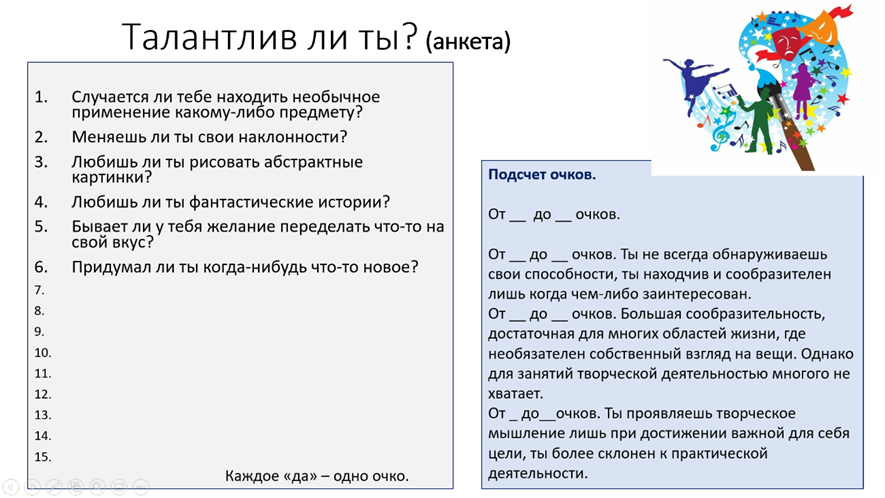 Талантлив ли ты? (анкета)
1. Случается ли тебе находить необычное
применение какому-либо предмету?
2. Меняешь ли ты свои наклонности?
3. Любишь ли ты рисовать абстрактные
картинки?
4. Любишь ли ты фантастические истории?
5. Бывает ли у тебя желание переделать что-то на
свой вкус?
6. Придумал ли ты когда-нибудь что-то новое?
7.
8.
9.
10.
11.
12.
13.
14.
15.
Каждое «да» – одно очко.
Подсчет очков.
От __ до __ очков.
От __ до __ очков. Ты не всегда обнаруживаешь
свои способности, ты находчив и сообразителен
лишь когда чем-либо заинтересован.
От __ до __ очков. Большая сообразительность,
достаточная для многих областей жизни, где
необязателен собственный взгляд на вещи. Однако
для занятий творческой деятельностью многого не
хватает.
От _ до__очков. Ты проявляешь творческое
мышление лишь при достижении важной для себя
цели, ты более склонен к практической
деятельности.